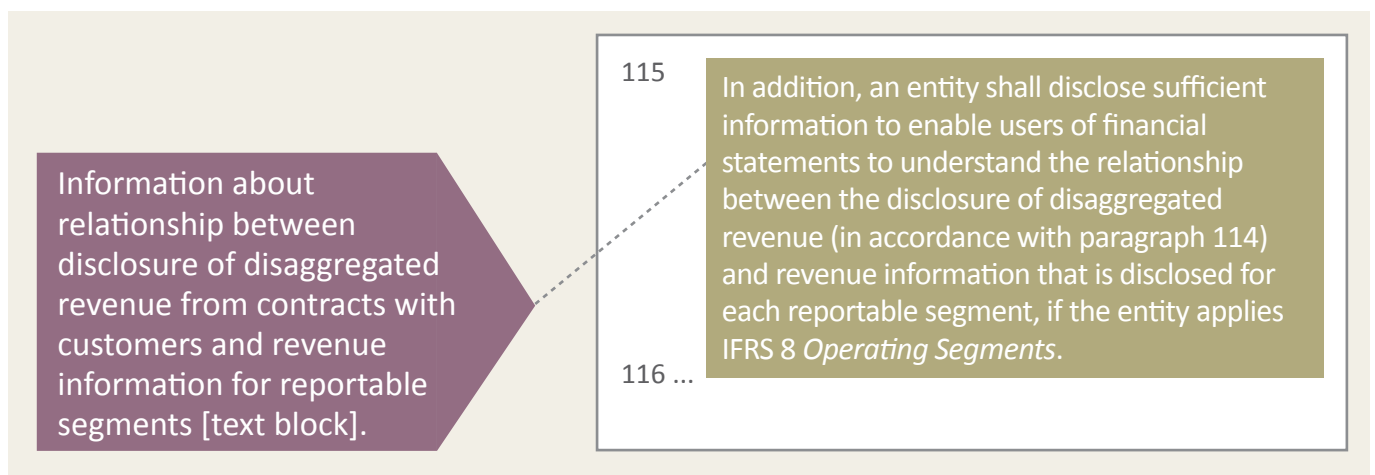 Information about
relationship between
disclosure of disaggregated
revenue from contracts with
customers and revenue
information for reportable
segments [text block].
115
In addition, an entity shall disclose sufficient
information to enable users of financial
statements to understand the relationship
between the disclosure of disaggregated
revenue (in accordance with paragraph 114)
and revenue information that is disclosed for
each reportable segment, if the entity applies
IFRS 8 Operating Segments.
116 ...